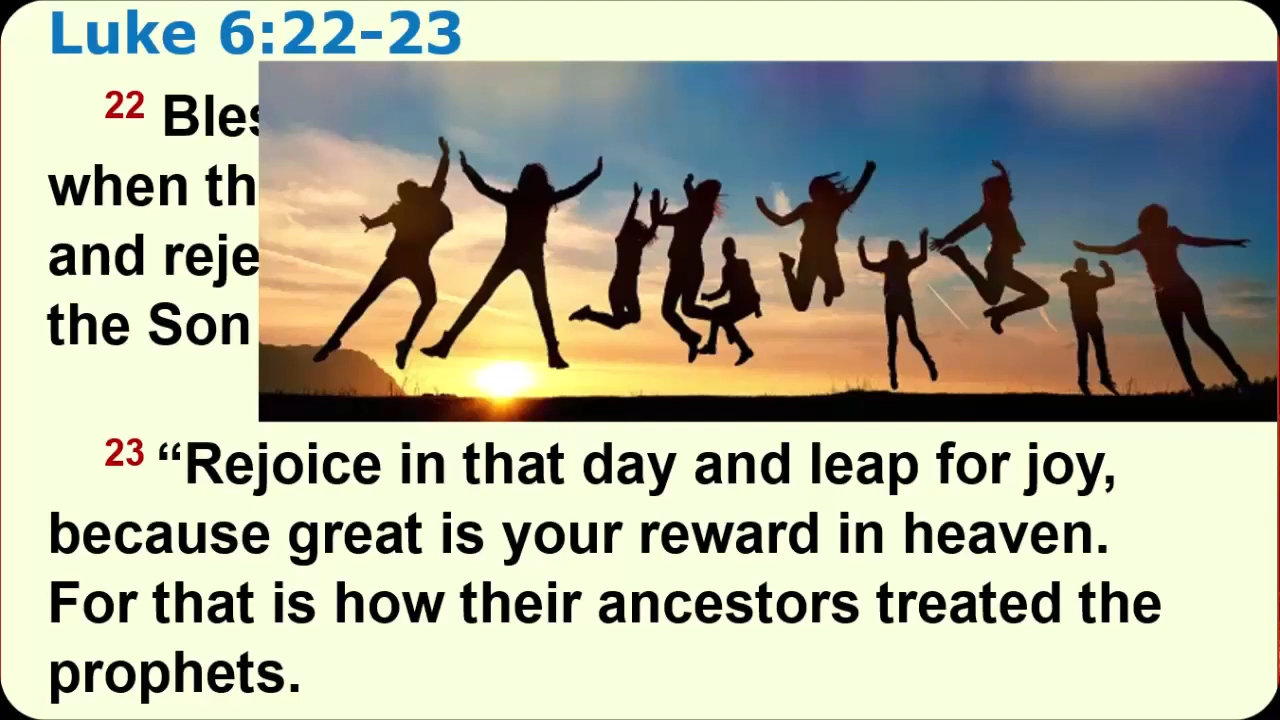 Luke 6:22-23
22 Bles
when th
and reje
the Son
23 “Rejoice in that day and leap for joy,
because great is your reward in heaven.
For that is how their ancestors treated the
prophets.